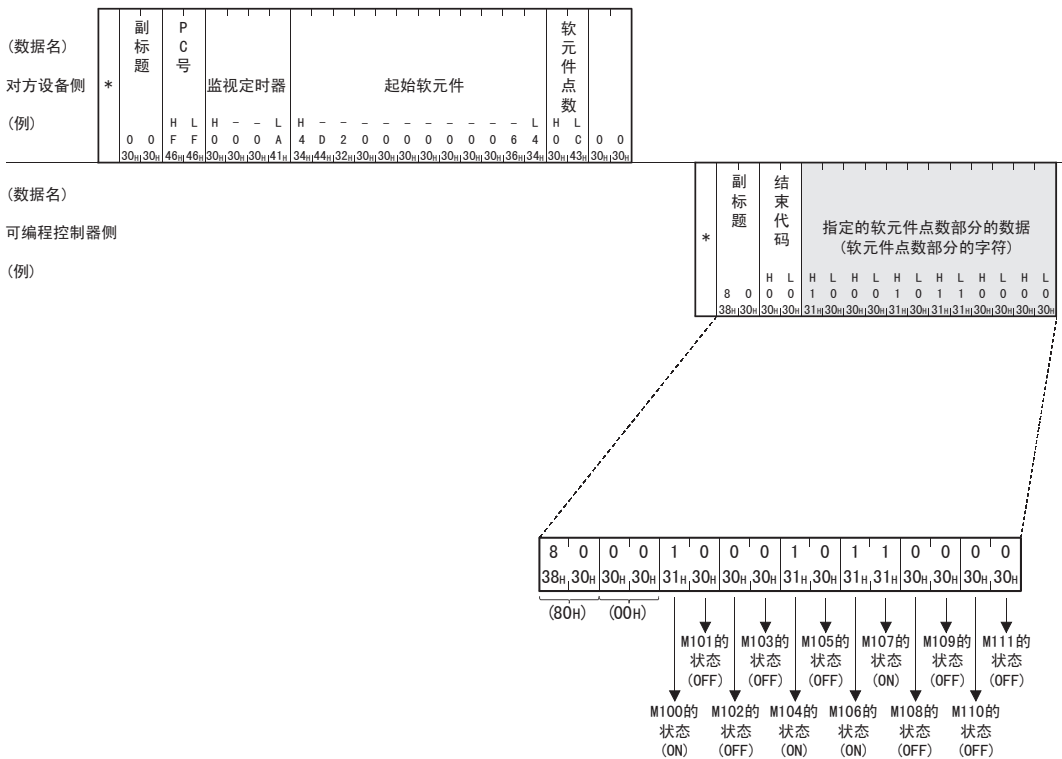 (数据名)
对方设备侧
(例)
*
副标题
PC号
监视定时器
起始软元件
软元件点数
H L H - - L H - - - - - - - - - - L H L
0 0 F F 0 0 0 A 4 D 2 0 0 0 0 0 0 0 6 4 0 C 0 0
30H 30H 46H 46H 30H 30H 30H 41H 34H 44H 32H 30H 30H 30H 30H 30H 30H 30H 36H 34H 30H 43H 30H 30H
(数据名)
可编程控制器侧
(例)
*
副标题
结束代码
指定的软元件点数部分的数据
(软元件点数部分的字符)
H L H L H L H L H L H L H L
8 0 0 0 1 0 0 0 1 0 1 1 0 0 0 0
38H 30H 30H 30H 31H 30H 30H 30H 31H 30H 31H 31H 30H 30H 30H 30H
8 0 0 0 1 0 0 0 1 0 1 1 0 0 0 0
38H 30H 30H 30H 31H 30H 30H 30H 31H 30H 31H 31H 30H 30H 30H 30H
(80H) (00H)
M101的 M103的 M105的 M107的 M109的 M111的
状态 状态 状态 状态 状态 状态
(OFF) (OFF) (OFF) (ON) (OFF) (OFF)
M100的 M102的 M104的 M106的 M108的 M110的
状态 状态 状态 状态 状态 状态
(ON) (OFF) (ON) (ON) (OFF) (OFF)